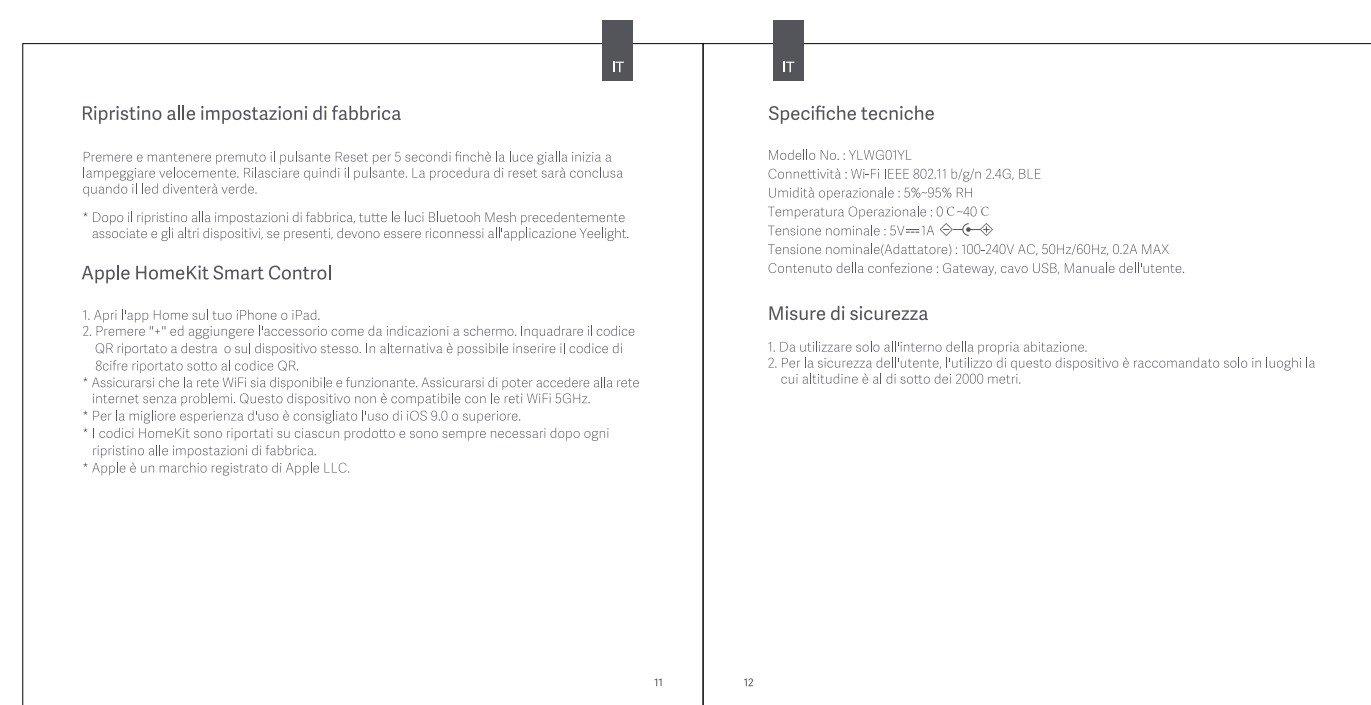 IT
Ripristino alle impostazioni di fabbrica
Premere e mantenere premuto il pulsante Reset per 5 secondi finchè la luce gialla inizia a
lampeggiare velocemente. Rilasciare quindi il pulsante. La procedura di reset sarà conclusa
quando il led diventerà verde.
* Dopo il ripristino alla impostazioni di fabbrica, tutte le luci Bluetooh Mesh precedentemente
associate e gli altri dispositivi, se presenti, devono essere riconnessi all'applicazione Yeelight.
Apple HomeKit Smart Control
1. Apri l'app Home sul tuo iPhone o iPad.
2. Premere "+" ed aggiungere l'accessorio come da indicazioni a schermo. Inquadrare il codice
QR riportato a destra o sul dispositivo stesso. In alternativa è possibile inserire il codice di
8cifre riportato sotto al codice QR.
* Assicurarsi che la rete WiFi sia disponibile e funzionante. Assicurarsi di poter accedere alla rete
internet senza problemi. Questo dispositivo non è compatibile con le reti WiFi 5GHz.
* Per la migliore esperienza d'uso è consigliato l'uso di iOS 9.0 o superiore.
* I codici HomeKit sono riportati su ciascun prodotto e sono sempre necessari dopo ogni
ripristino alle impostazioni di fabbrica.
* Apple è un marchio registrato di Apple LLC.
11
IT
Specifiche tecniche
Modello No. : YLWG01YL
Connettività : Wi-Fi IEEE 802.11 b/g/n 2.4G, BLE
Umidità operazionale : 5%~95% RH
Temperatura Operazionale : 0℃~40℃
Tensione nominale : 5V⎓1A
Tensione nominale(Adattatore) : 100-240V AC, 50Hz/60Hz, 0.2A MAX
Contenuto della confezione : Gateway, cavo USB, Manuale dell'utente.
Misure di sicurezza
1. Da utilizzare solo all'interno della propria abitazione.
2. Per la sicurezza dell'utente, l'utilizzo di questo dispositivo è raccomandato solo in luoghi la
cui altitudine è al di sotto dei 2000 metri.
12